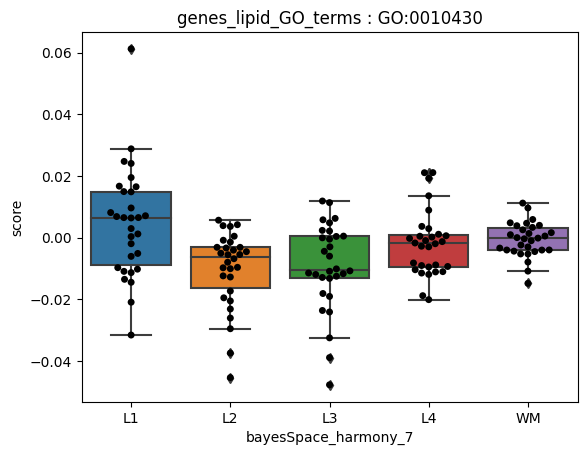 genes_lipid_GO_terms : GO:0010430
0.06
0.04
0.02
0.00
−0.02
−0.04
score
L1 L2 L3 L4 WM
bayesSpace_harmony_7